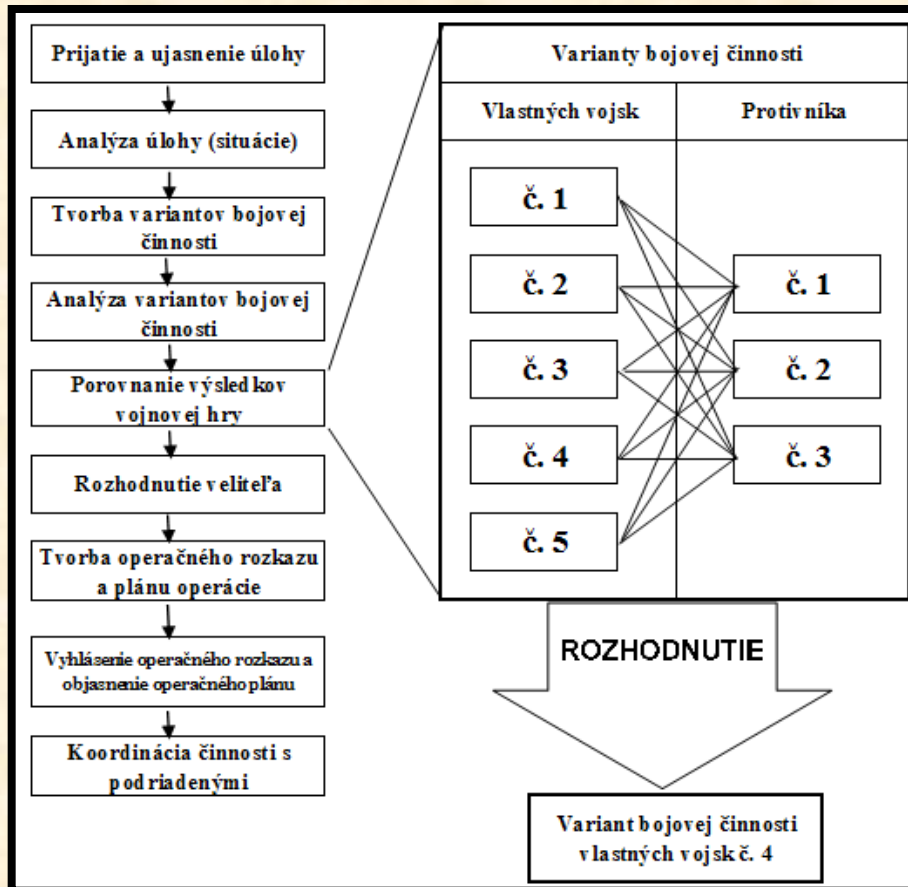 Prijatie a ujasnenie úlohy
Analýza úlohy (situácie)
Tvorba variantov bojovej
činnosti
Analýza variantov bojovej
činnosti
Porovnanie výsledkov
vojnovej hry
Rozhodnutie veliteľa
Tvorba operačného rozkazu
a plánu operácie
Vyhlásenie operačného rozkazu a
objasnenie operačného plánu
Koordinácia činnosti s
podriadenými
Varianty bojovej činnosti
Vlastných vojsk
Protivníka
č. 1
č. 2
č. 3
č. 4
č. 5
č. 1
č. 2
č. 3
ROZHODNUTIE
Variant bojovej činnosti
vlastných vojsk č. 4